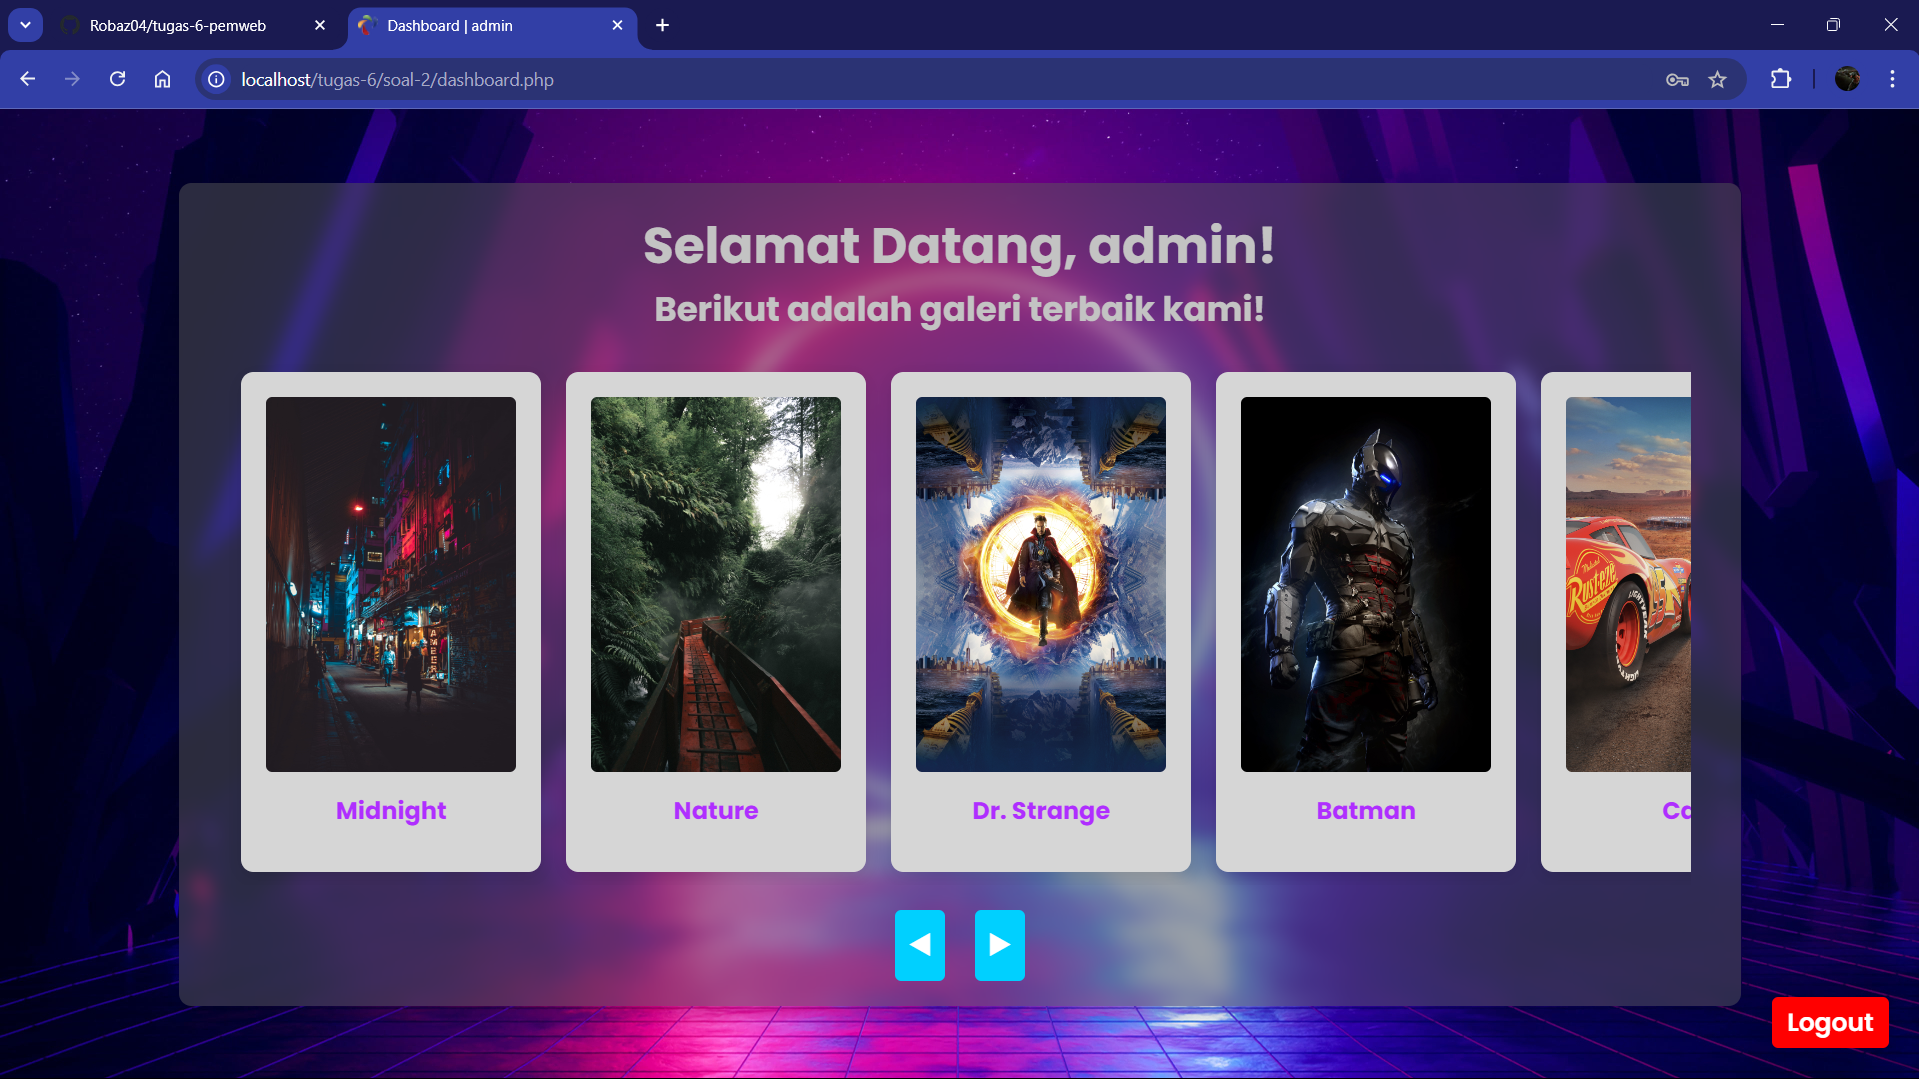 Robaz04/tugas-6-pemweb
Dashboard | admin
localhost/tugas-6/soal-2/dashboard.php
Selamat Datang, admin!
Berikut adalah galeri terbaik kami!
Rust-eze
95
Midnight
Nature
Dr. Strange
Batman
Ca
Logout